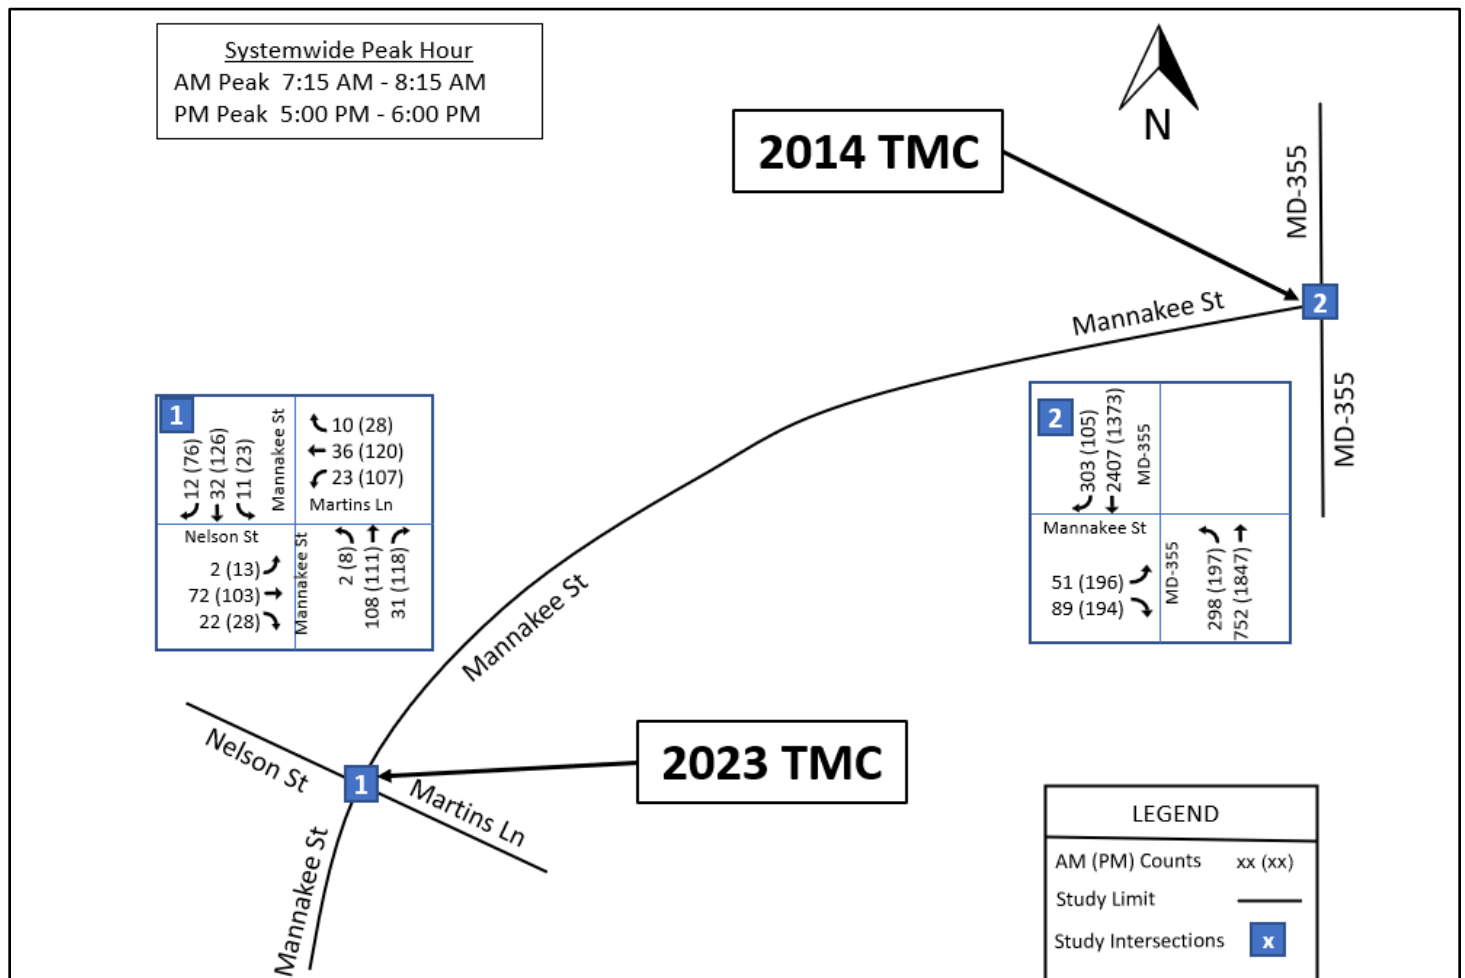 Systemwide Peak Hour
AM Peak 7:15 AM - 8:15 AM
PM Peak 5:00 PM - 6:00 PM
N
2014 TMC
MD-355
2
Mannakee St
MD-355
1
12 (76)
32 (126)
11 (23)
Mannakee St
10 (28)
36 (120)
23 (107)
Martins Ln
Nelson St
2 (13)
72 (103)
22 (28)
Mannakee St
2 (8)
108 (111)
31 (118)
2
303 (105)
2407 (1373)
MD-355
Mannakee St
51 (196)
89 (194)
MD-355
298 (197)
752 (1847)
Mannakee St
Nelson St
1
Martins Ln
Mannakee St
2023 TMC
LEGEND
AM (PM) Counts xx (xx)
Study Limit
Study Intersections x